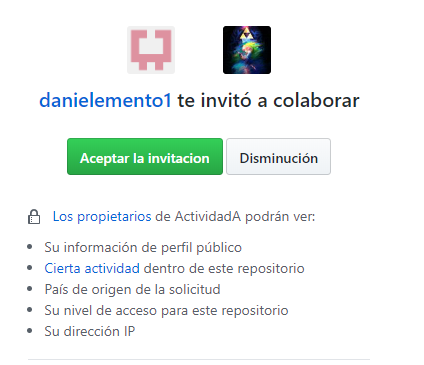 danielemento1 te invitó a colaborar
Aceptar la invitacion
Disminución
Los propietarios de ActividadA podrán ver:
Su información de perfil público
Cierta actividad dentro de este repositorio
País de origen de la solicitud
Su nivel de acceso para este repositorio
Su dirección IP